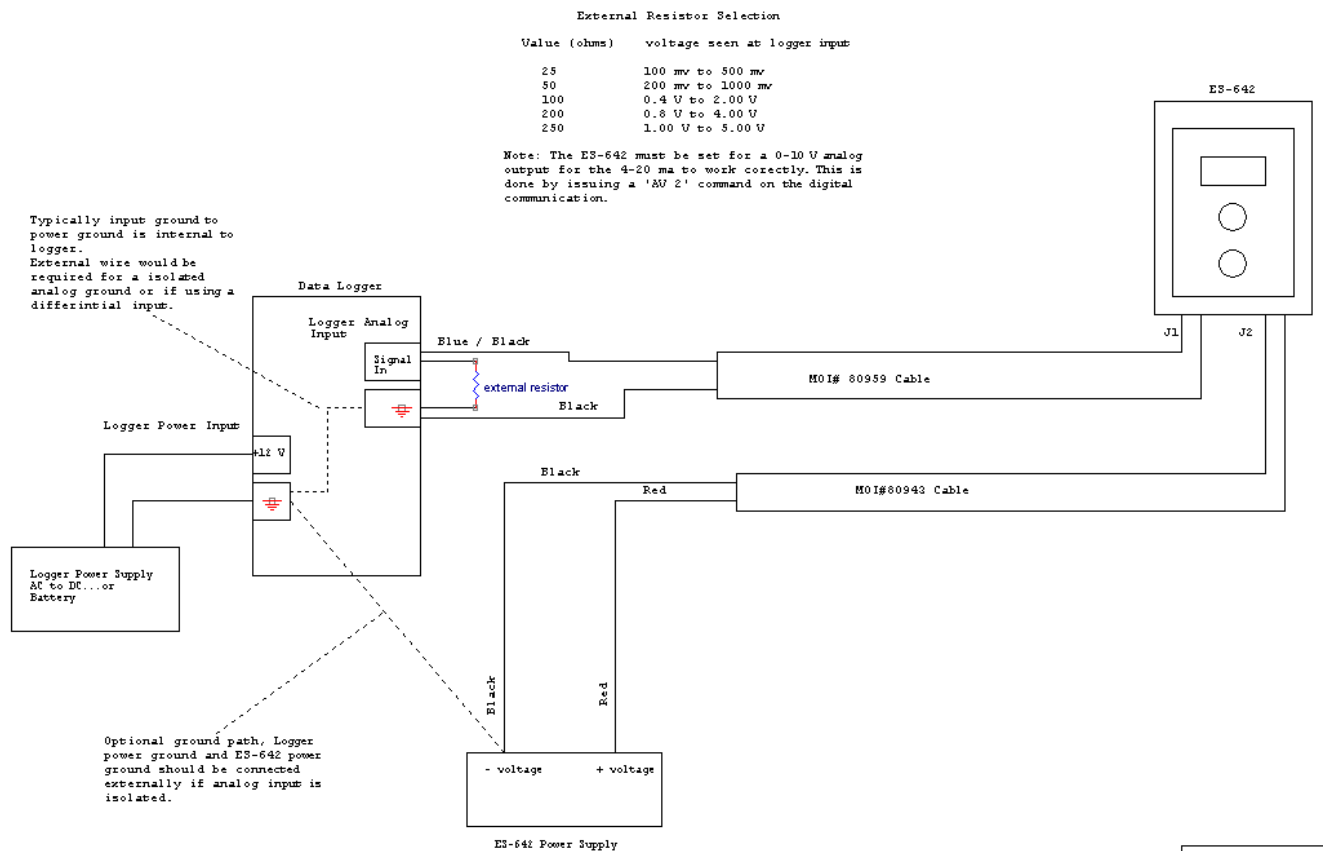 External Resistor Selection
Value (ohms) voltage seen at logger input
25 100 mv to 500 mv
50 200 mv to 1000 mv
100 0.4 V to 2.00 V
200 0.8 V to 4.00 V
250 1.00 V to 5.00 V
Note: The ES-642 must be set for a 0-10 V analog
output for the 4-20 ma to work corectly. This is
done by issuing a 'AV 2' command on the digital
communication.
ES-642
Typically input ground to
power ground is internal to
logger.
External wire would be
required for a isolated
analog ground or if using a
differintial input.
Data Logger
Logger Analog
Input
Signal
In
Blue / Black
external resistor
Black
J1
J2
MOI# 80959 Cable
Logger Power Input
+12 V
Black
Red
MOI#80942 Cable
Logger Power Supply
AC to DC...or
Battery
Black
Red
Optional ground path, Logger
power ground and ES-642 power
ground should be connected
externally if analog input is
isolated.
- voltage
+ voltage
ES-642 Power Supply